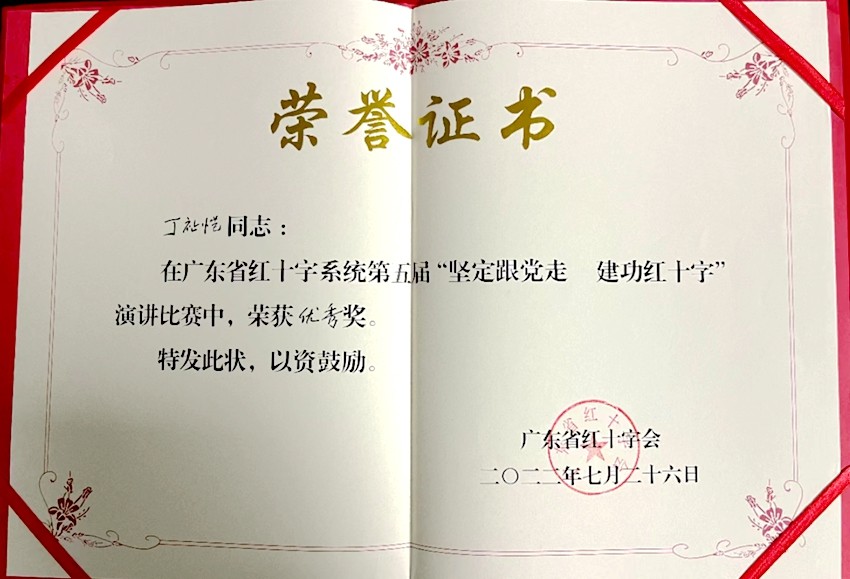 荣誉证书
丁祉恺同志：
在广东省红十字系统第五届“坚定跟党走 建功红十字”
演讲比赛中，荣获优秀奖。
特发此状，以资鼓励。
广东省红十字会
二〇二二年七月二十六日